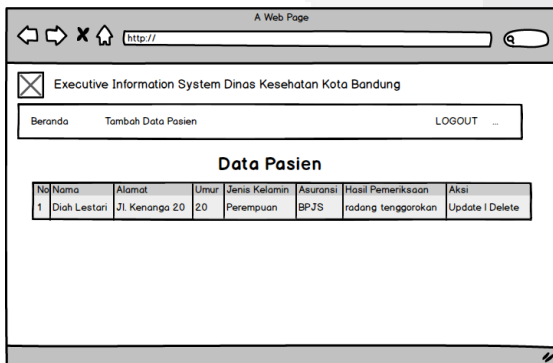 A Web Page
http://
Executive Information System Dinas Kesehatan Kota Bandung
Beranda Tambah Data Pasien LOGOUT ...
Data Pasien
No Nama Alamat Umur Jenis Kelamin Asuransi Hasil Pemeriksaan Aksi
1 Diah Lestari Jl. Kenanga 20 20 Perempuan BPJS radang tenggorokan Update | Delete